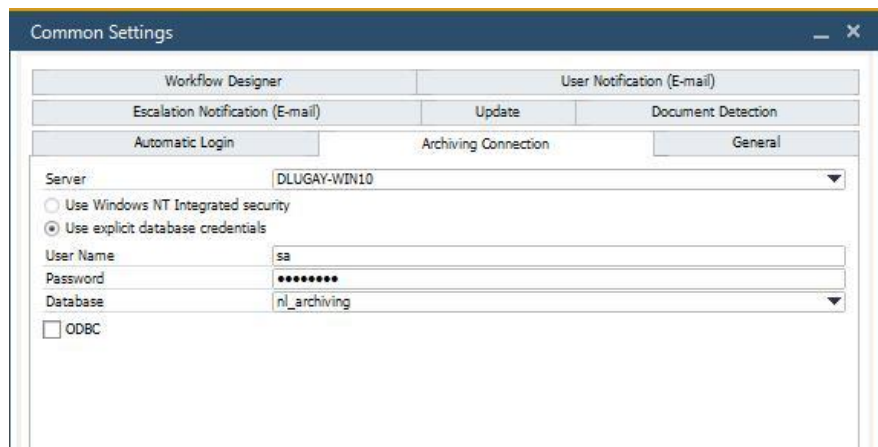 Common Settings
Workflow Designer User Notification (E-mail)
Escalation Notification (E-mail) Update Document Detection
Automatic Login Archiving Connection General
Server DLUGAY-WIN10
Use Windows NT Integrated security
Use explicit database credentials
User Name sa
Password ••••••••
Database nl_archiving
ODBC